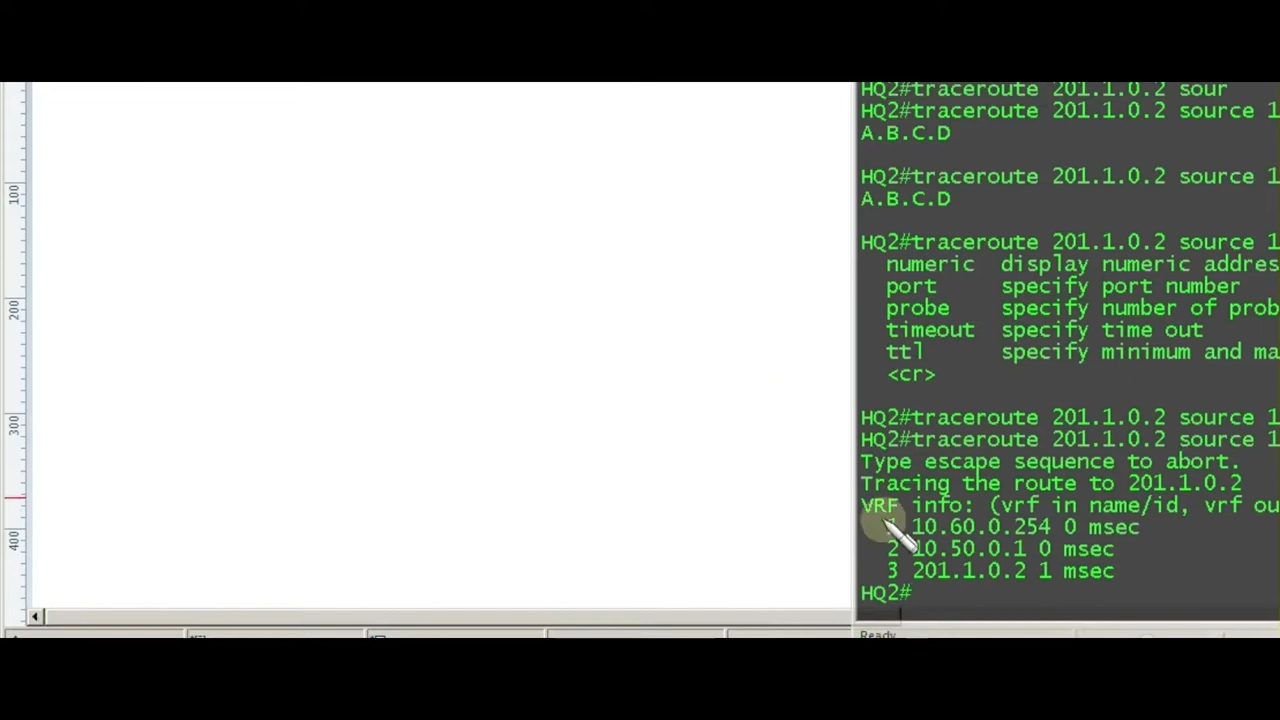 HQ2#traceroute 201.1.0.2 sour
HQ2#traceroute 201.1.0.2 source 1
A.B.C.D
HQ2#traceroute 201.1.0.2 source 1
A.B.C.D
HQ2#traceroute 201.1.0.2 source 1
numeric display numeric addres
port specify port number
probe specify number of prob
timeout specify time out
ttl specify minimum and ma
<cr>
HQ2#traceroute 201.1.0.2 source 1
HQ2#traceroute 201.1.0.2 source 1
Type escape sequence to abort.
Tracing the route to 201.1.0.2
VRF info: (vrf in name/id, vrf ou
10.60.0.254 0 msec
2 10.50.0.1 0 msec
3 201.1.0.2 1 msec
HQ2#
Ready
100
200
300
400